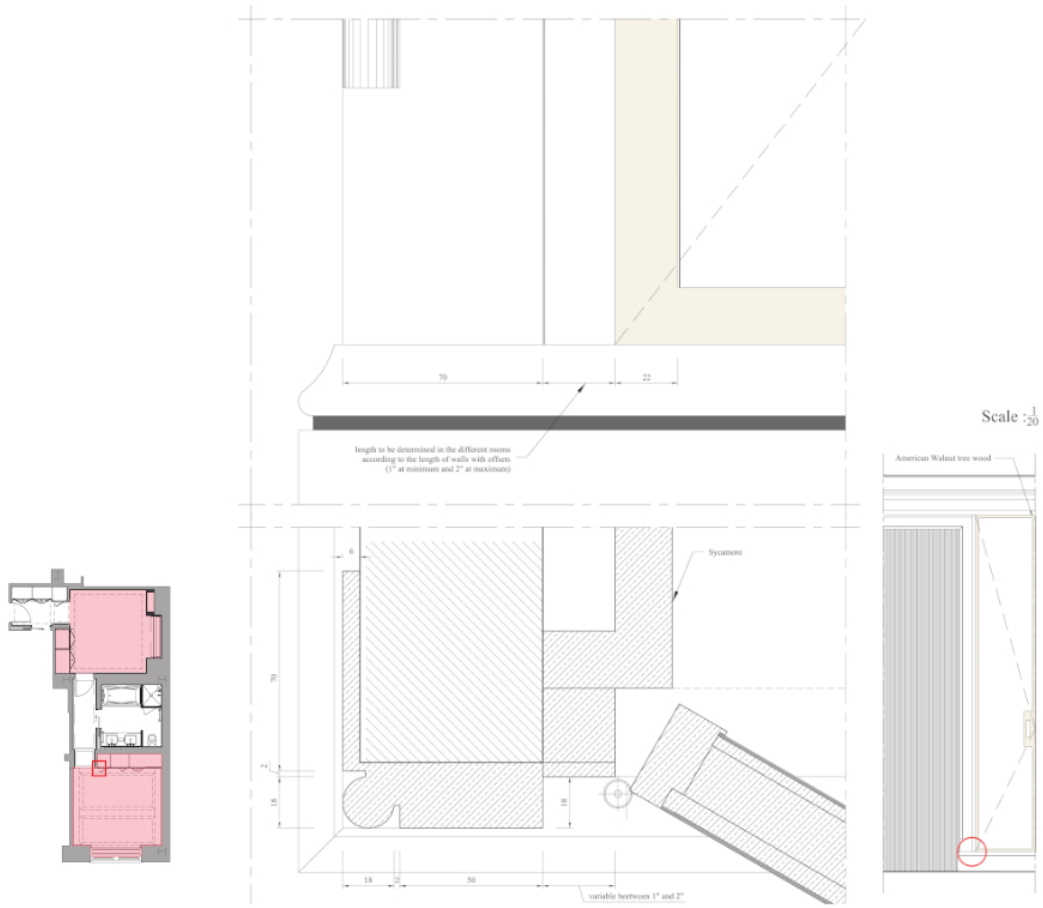 70
22
length to be determined in the different rooms
according to the length of walls with offsets
(1" at minimum and 2" at maximum)
Scale : 1/20
American Walnut tree wood
6
Sycamore
70
2
18
18
18
2
50
variable beetween 1" and 2"